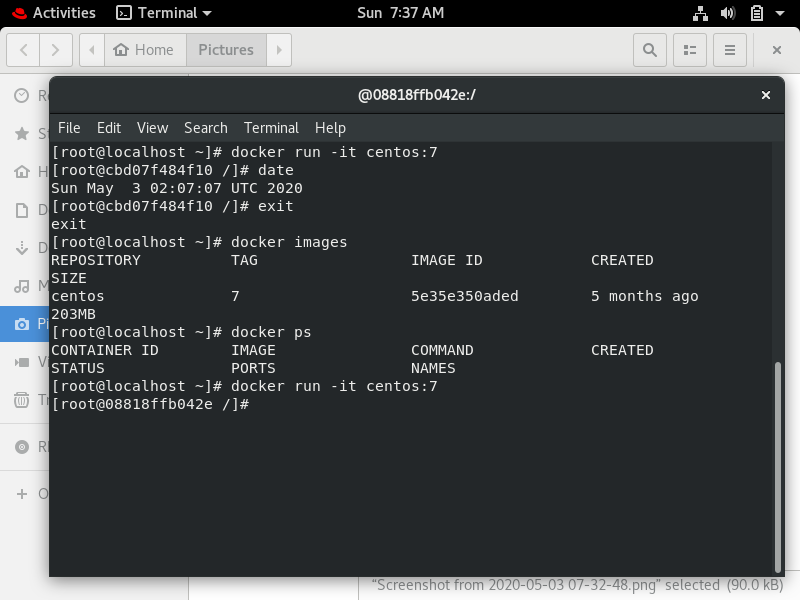 Activities Terminal Sun 7:37 AM
Home Pictures
@08818ffb042e:/
File Edit View Search Terminal Help
[root@localhost ~]# docker run -it centos:7
[root@cbd07f484f10 /]# date
Sun May  3 02:07:07 UTC 2020
[root@cbd07f484f10 /]# exit
exit
[root@localhost ~]# docker images
REPOSITORY          TAG                 IMAGE ID            CREATED
SIZE
centos              7                   5e35e350aded        5 months ago
203MB
[root@localhost ~]# docker ps
CONTAINER ID        IMAGE               COMMAND             CREATED
STATUS              PORTS               NAMES
[root@localhost ~]# docker run -it centos:7
[root@08818ffb042e /]#
“Screenshot from 2020-05-03 07-32-48.png” selected (90.0 kB)